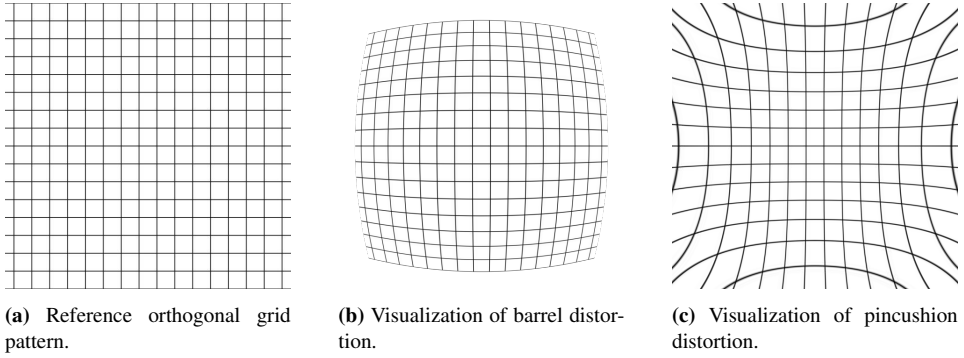 (a) Reference orthogonal grid
pattern.
(b) Visualization of barrel distor-
tion.
(c) Visualization of pincushion
distortion.